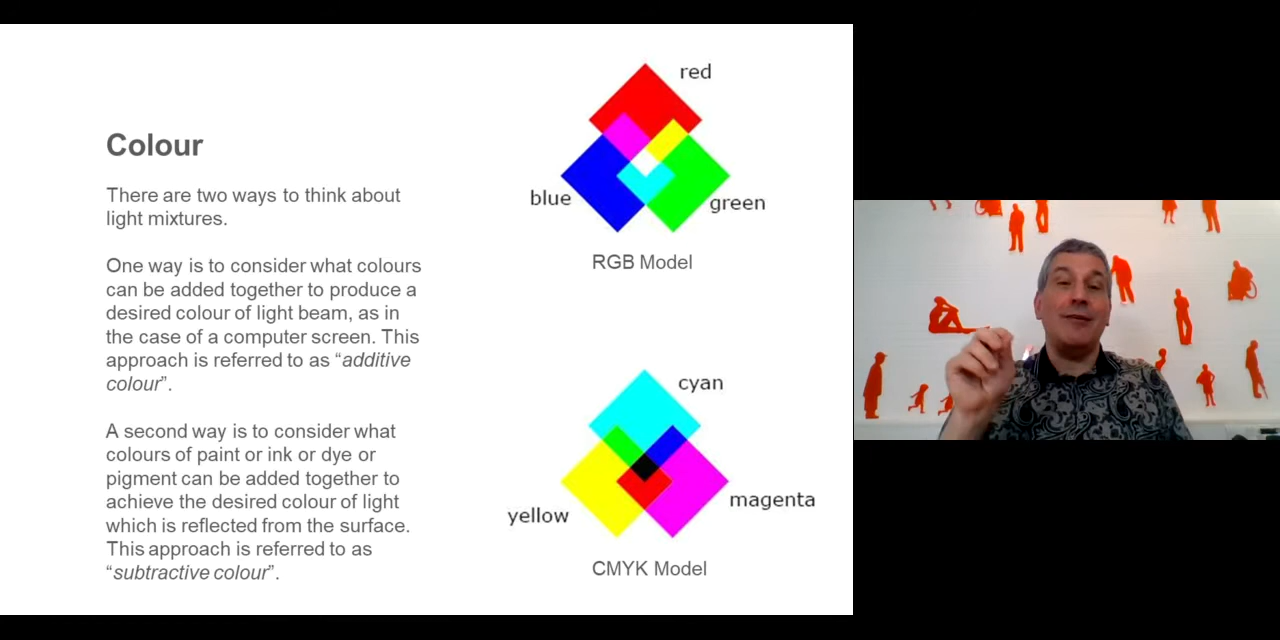 Colour
There are two ways to think about
light mixtures.
One way is to consider what colours
can be added together to produce a
desired colour of light beam, as in
the case of a computer screen. This
approach is referred to as “additive
colour”.
A second way is to consider what
colours of paint or ink or dye or
pigment can be added together to
achieve the desired colour of light
which is reflected from the surface.
This approach is referred to as
“subtractive colour”.
red
blue
green
RGB Model
cyan
yellow
magenta
CMYK Model